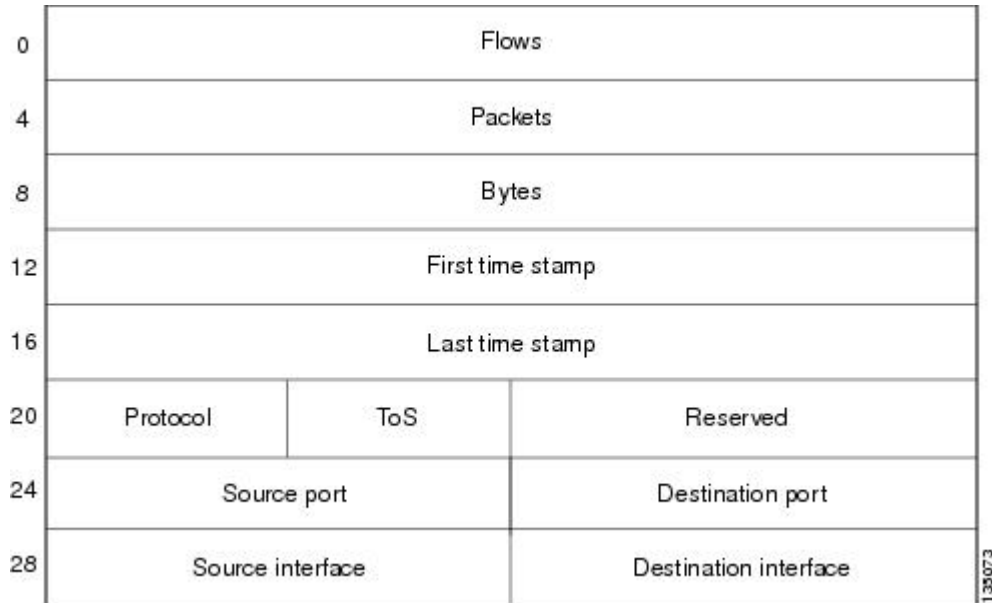 0 Flows
4 Packets
8 Bytes
12 First time stamp
16 Last time stamp
20 Protocol ToS Reserved
24 Source port Destination port
28 Source interface Destination interface
135073